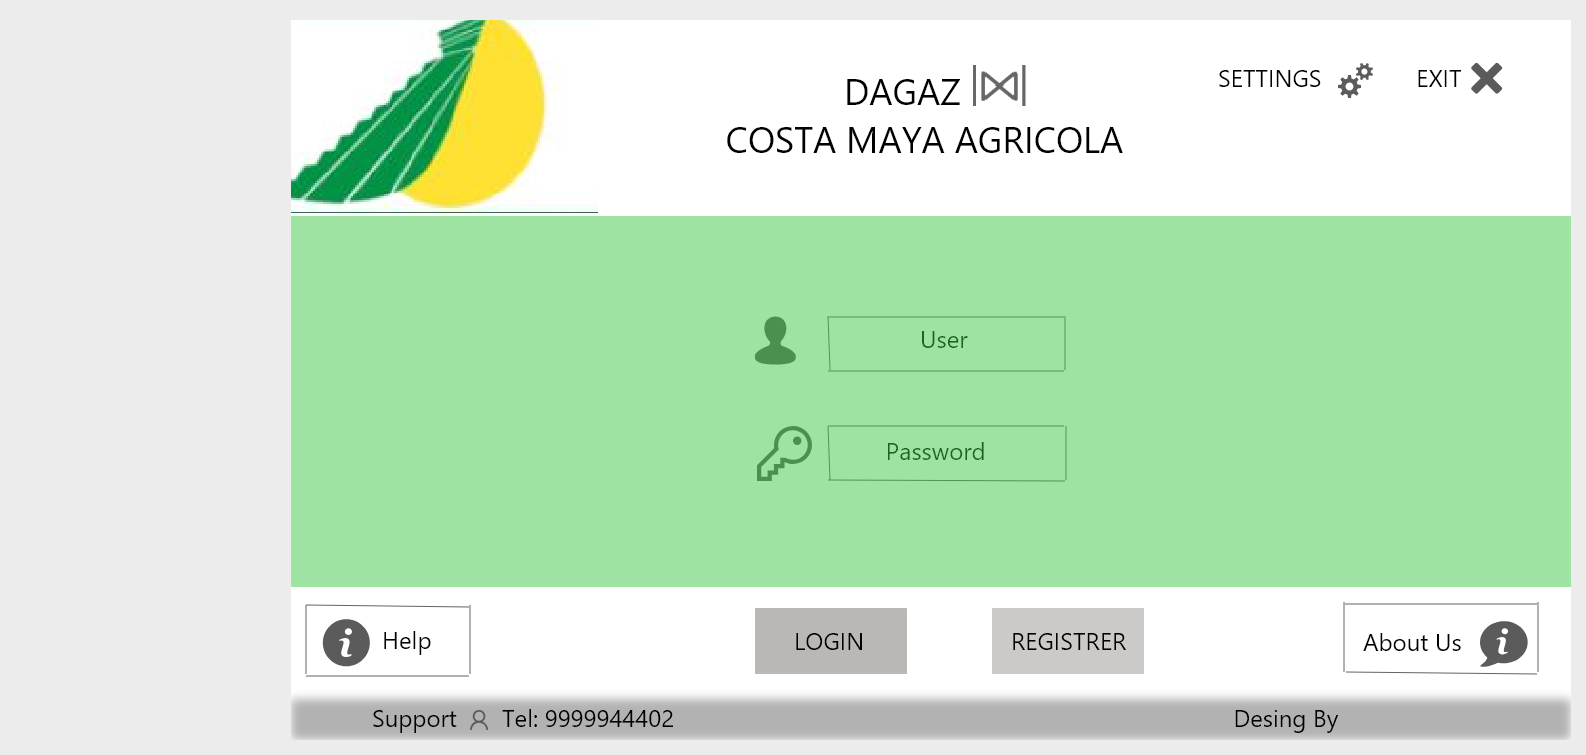 DAGAZ
COSTA MAYA AGRICOLA
SETTINGS
EXIT
User
Password
Help
LOGIN
REGISTRER
About Us
Support Tel: 9999944402
Desing By